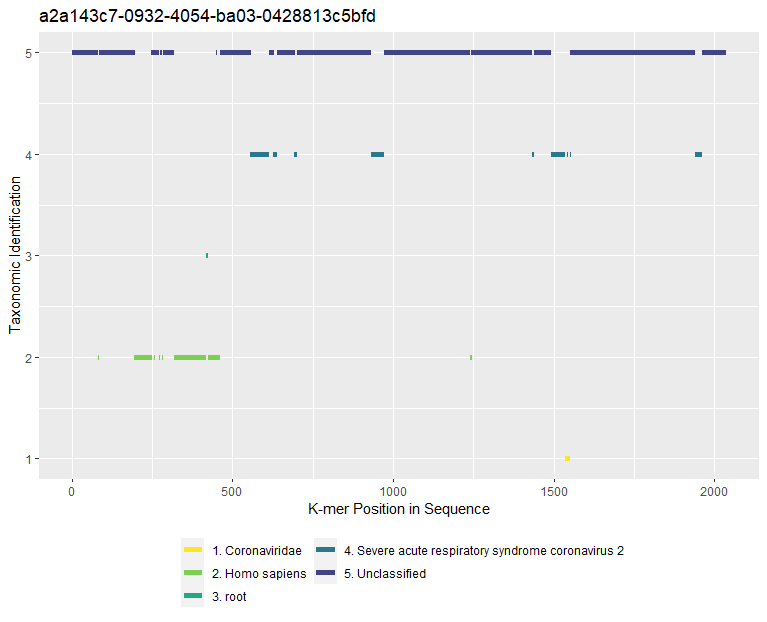 a2a143c7-0932-4054-ba03-0428813c5bfd
5
4
3
2
1
Taxonomic Identification
0 500 1000 1500 2000
K-mer Position in Sequence
1. Coronaviridae 4. Severe acute respiratory syndrome coronavirus 2
2. Homo sapiens 5. Unclassified
3. root